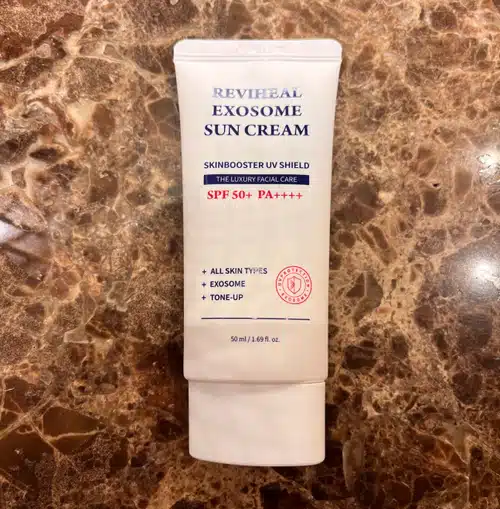 REVIHEAL
EXOSOME
SUN CREAM
SKINBOOSTER UV SHIELD
THE LUXURY FACIAL CARE
SPF 50+ PA++++
+ ALL SKIN TYPES
+ EXOSOME
+ TONE-UP
EXOSOME
50 ml / 1.69 fl. oz.